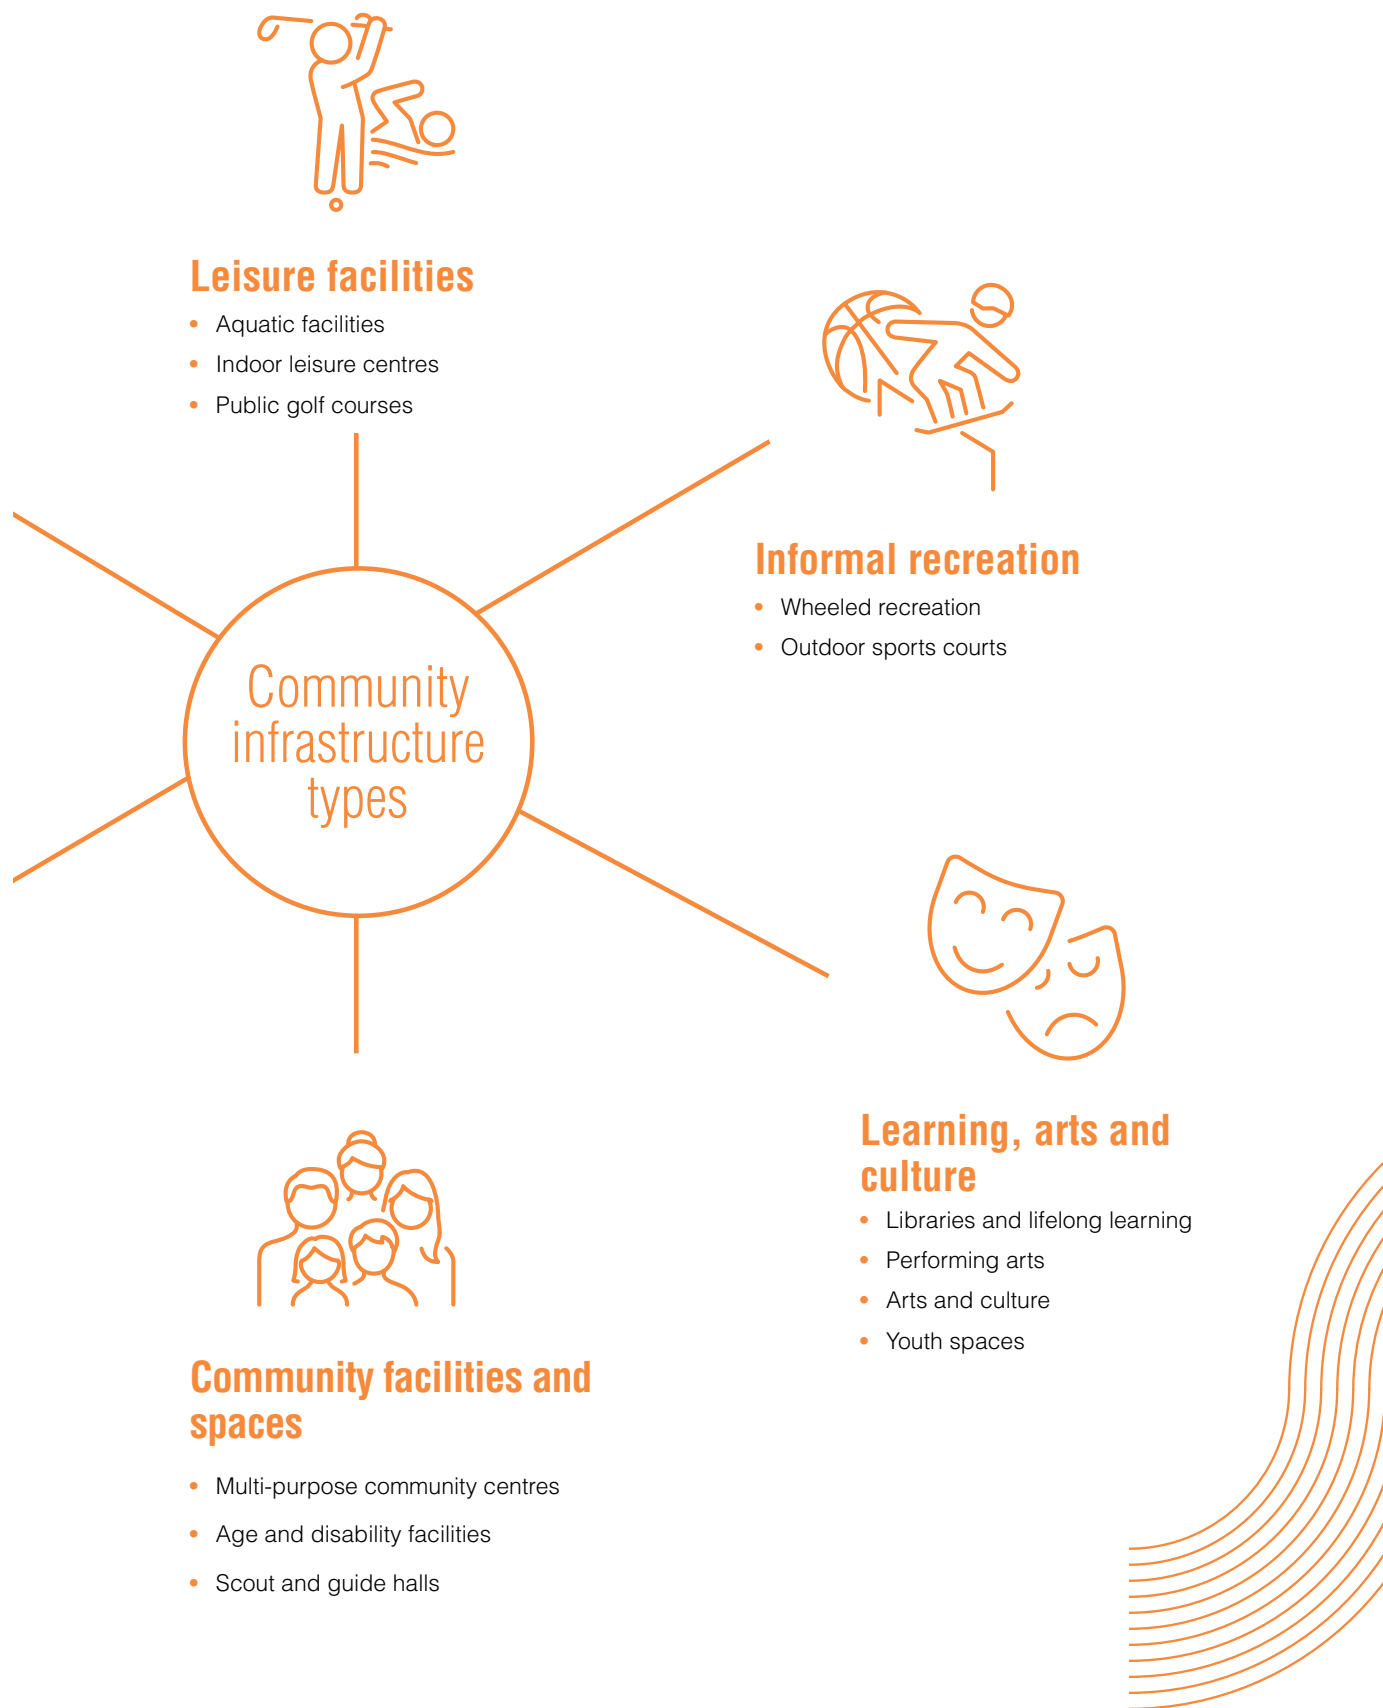 Leisure facilities
• Aquatic facilities
• Indoor leisure centres
• Public golf courses
Informal recreation
• Wheeled recreation
• Outdoor sports courts
Community
infrastructure
types
Learning, arts and
culture
• Libraries and lifelong learning
• Performing arts
• Arts and culture
• Youth spaces
Community facilities and
spaces
• Multi-purpose community centres
• Age and disability facilities
• Scout and guide halls